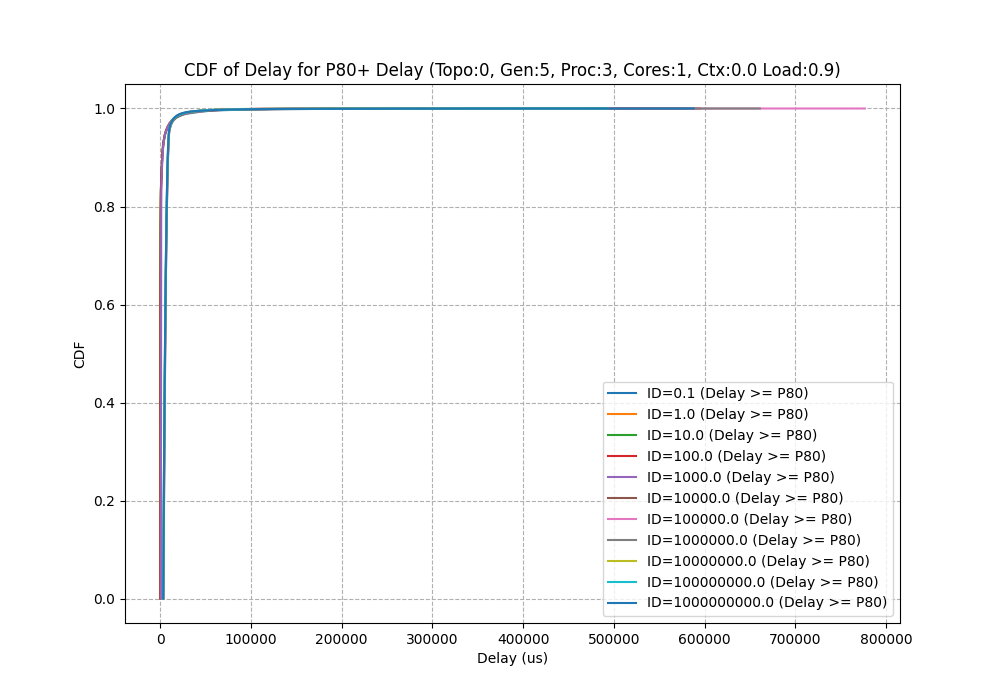 CDF of Delay for P80+ Delay (Topo:0, Gen:5, Proc:3, Cores:1, Ctx:0.0 Load:0.9)
CDF
1.0
0.8
0.6
0.4
0.2
0.0
ID=0.1 (Delay >= P80)
ID=1.0 (Delay >= P80)
ID=10.0 (Delay >= P80)
ID=100.0 (Delay >= P80)
ID=1000.0 (Delay >= P80)
ID=10000.0 (Delay >= P80)
ID=100000.0 (Delay >= P80)
ID=1000000.0 (Delay >= P80)
ID=10000000.0 (Delay >= P80)
ID=100000000.0 (Delay >= P80)
ID=1000000000.0 (Delay >= P80)
0 100000 200000 300000 400000 500000 600000 700000 800000
Delay (us)